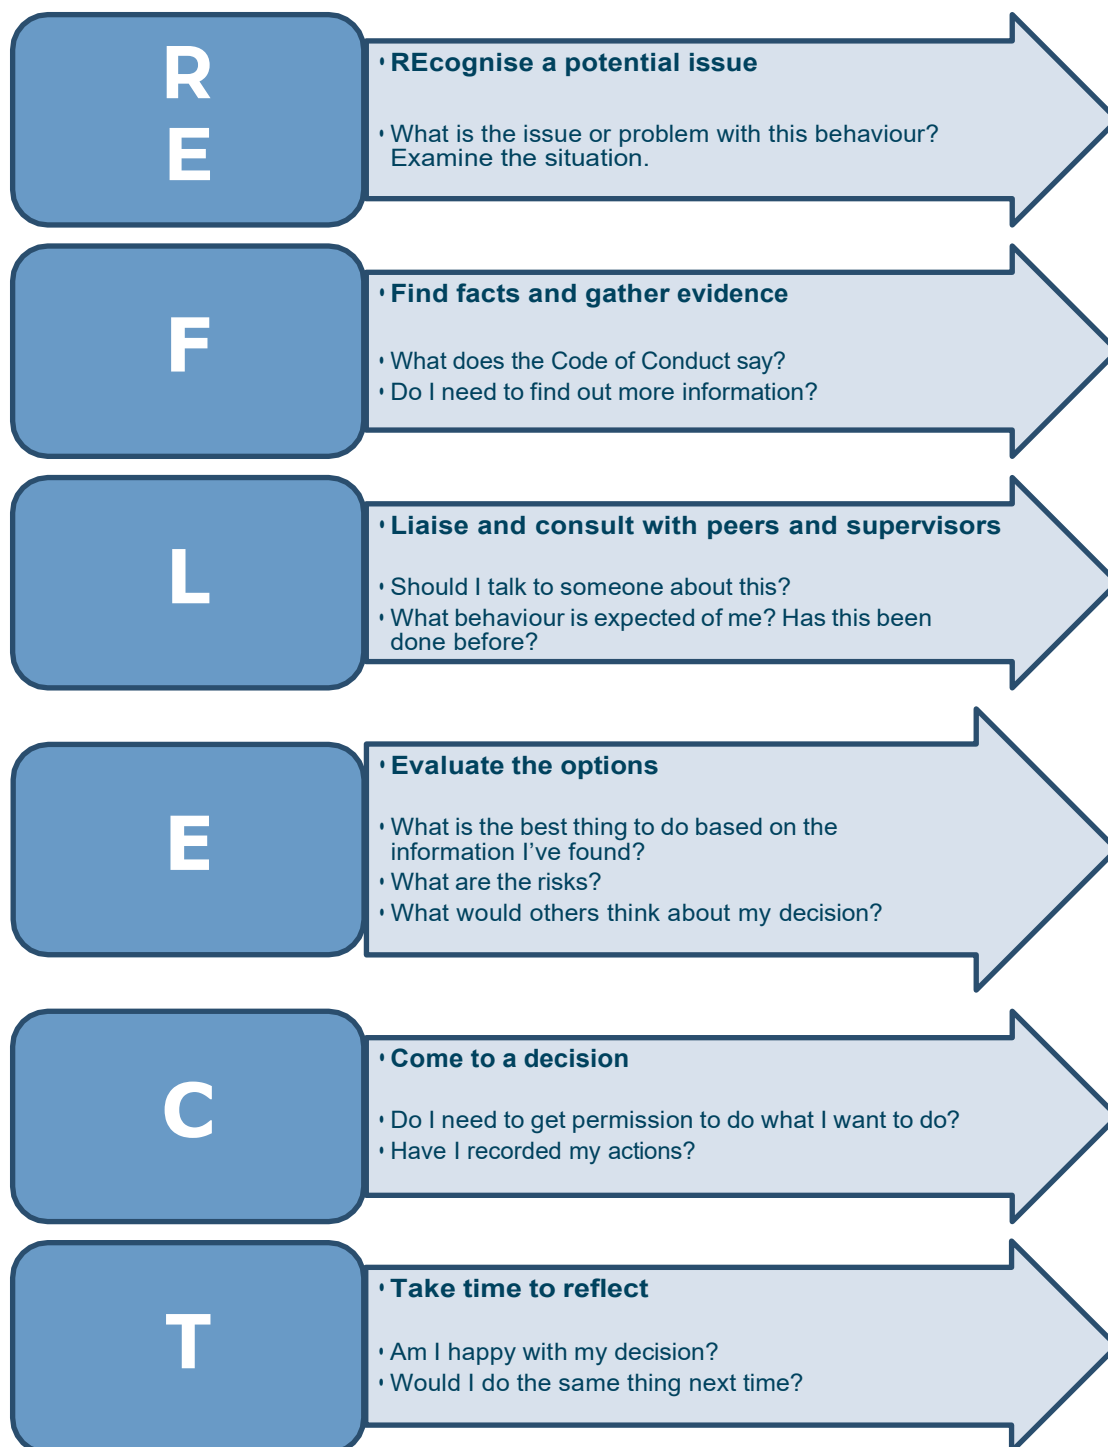 R
E
• REcognise a potential issue
• What is the issue or problem with this behaviour?
Examine the situation.
F
• Find facts and gather evidence
• What does the Code of Conduct say?
• Do I need to find out more information?
L
• Liaise and consult with peers and supervisors
• Should I talk to someone about this?
• What behaviour is expected of me? Has this been
done before?
E
• Evaluate the options
• What is the best thing to do based on the
information I've found?
• What are the risks?
• What would others think about my decision?
C
• Come to a decision
• Do I need to get permission to do what I want to do?
• Have I recorded my actions?
T
• Take time to reflect
• Am I happy with my decision?
• Would I do the same thing next time?